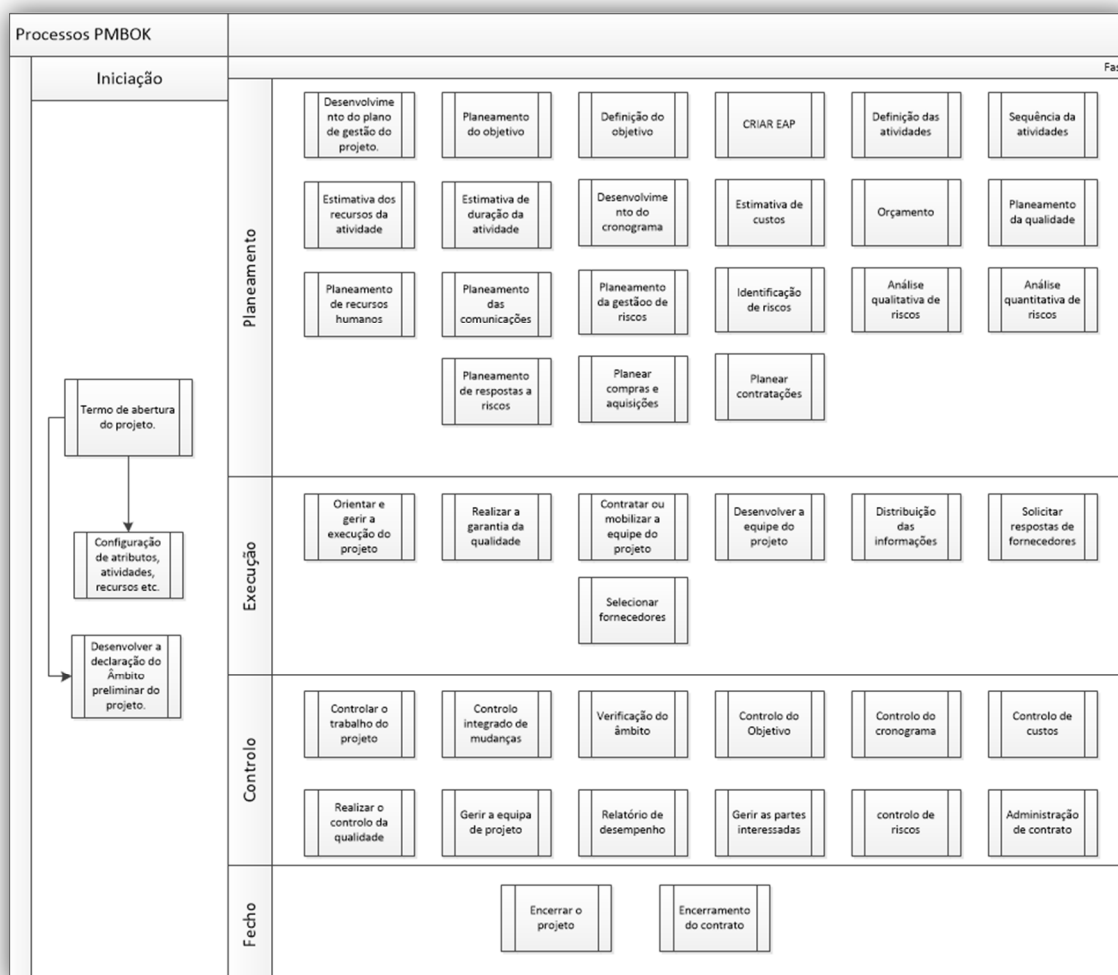 Processos PMBOK
Iniciação
Termo de abertura
do projeto.
Configuração
de atributos,
atividades,
recursos etc.
Desenvolver a
declaração do
Âmbito
preliminar do
projeto.
Fas
Planeamento
Desenvolvime
nto do plano
de gestão do
projeto.
Planeamento
do objetivo
Definição do
objetivo
CRIAR EAP
Definição das
atividades
Sequência da
atividades
Estimativa dos
recursos da
atividade
Estimativa de
duração da
atividade
Desenvolvime
nto do
cronograma
Estimativa de
custos
Orçamento
Planeamento
da qualidade
Planeamento
de recursos
humanos
Planeamento
das
comunicações
Planeamento
da gestãoo de
riscos
Identificação
de riscos
Análise
qualitativa de
riscos
Análise
quantitativa de
riscos
Planeamento
de respostas a
riscos
Planear
compras e
aquisições
Planear
contratações
Execução
Orientar e
gerir a
execução do
projeto
Realizar a
garantia da
qualidade
Contratar ou
mobilizar a
equipe do
projeto
Desenvolver a
equipe do
projeto
Distribuição
das
informações
Solicitar
respostas de
fornecedores
Selecionar
fornecedores
Controlo
Controlar o
trabalho do
projeto
Controlo
integrado de
mudanças
Verificação do
âmbito
Controlo do
Objetivo
Controlo do
cronograma
Controlo de
custos
Realizar o
controlo da
qualidade
Gerir a equipa
de projeto
Relatório de
desempenho
Gerir as partes
interessadas
controlo de
riscos
Administração
de contrato
Fecho
Encerrar o
projeto
Encerramento
do contrato